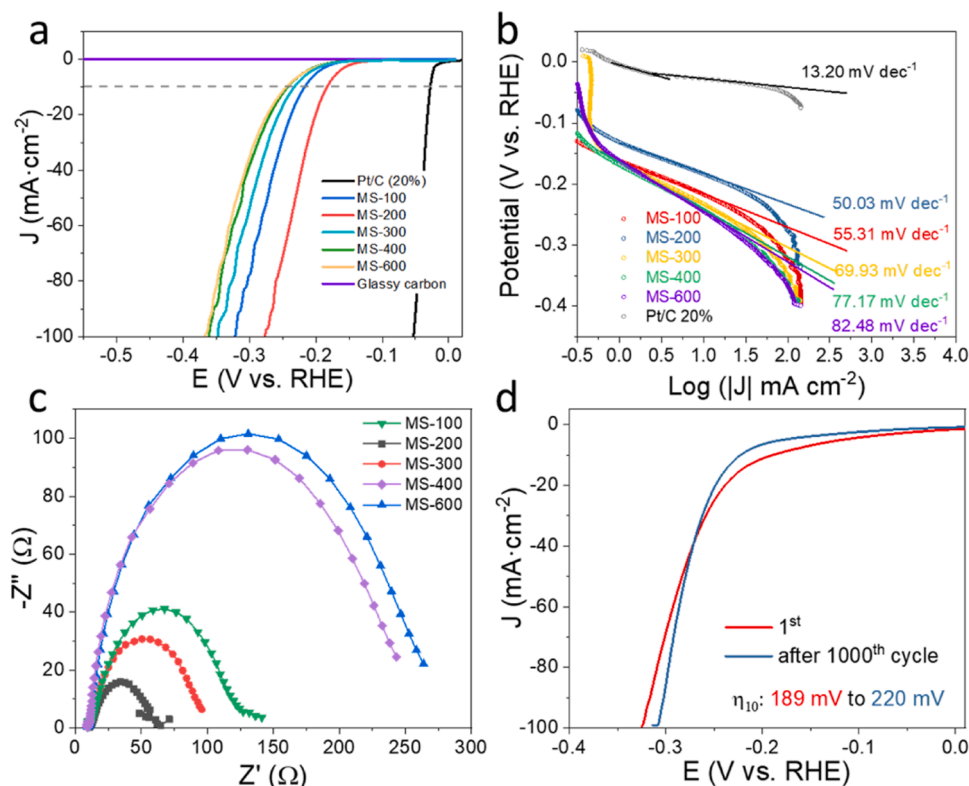 a
J (mA·cm⁻²)
0
-20
-40
-60
-80
-100
Pt/C (20%)
MS-100
MS-200
MS-300
MS-400
MS-600
Glassy carbon
-0.5 -0.4 -0.3 -0.2 -0.1 0.0
E (V vs. RHE)
b
Potential (V vs. RHE)
0.0
-0.1
-0.2
-0.3
-0.4
13.20 mV dec⁻¹
50.03 mV dec⁻¹
55.31 mV dec⁻¹
69.93 mV dec⁻¹
77.17 mV dec⁻¹
82.48 mV dec⁻¹
MS-100
MS-200
MS-300
MS-400
MS-600
Pt/C 20%
-0.5 0.0 0.5 1.0 1.5 2.0 2.5 3.0 3.5 4.0
Log (|J| mA cm⁻²)
c
-Z" (Ω)
100
80
60
40
20
0
MS-100
MS-200
MS-300
MS-400
MS-600
0 50 100 150 200 250 300
Z' (Ω)
d
J (mA·cm⁻²)
0
-20
-40
-60
-80
-100
1st
after 1000th cycle
η10: 189 mV to 220 mV
-0.4 -0.3 -0.2 -0.1 0.0
E (V vs. RHE)